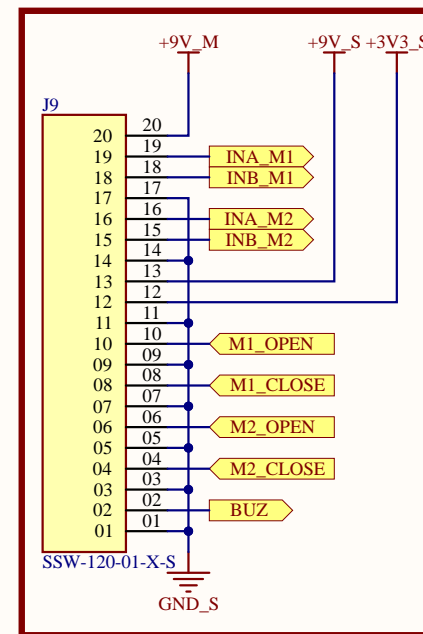 +9V_M +9V_S +3V3_S
J9
20 20
19 19 INA_M1
18 18 INB_M1
17 17
16 16 INA_M2
15 15 INB_M2
14 14
13 13
12 12
11 11
10 10 M1_OPEN
09 09
08 08 M1_CLOSE
07 07
06 06 M2_OPEN
05 05
04 04 M2_CLOSE
03 03
02 02 BUZ
01 01
SSW-120-01-X-S
GND_S